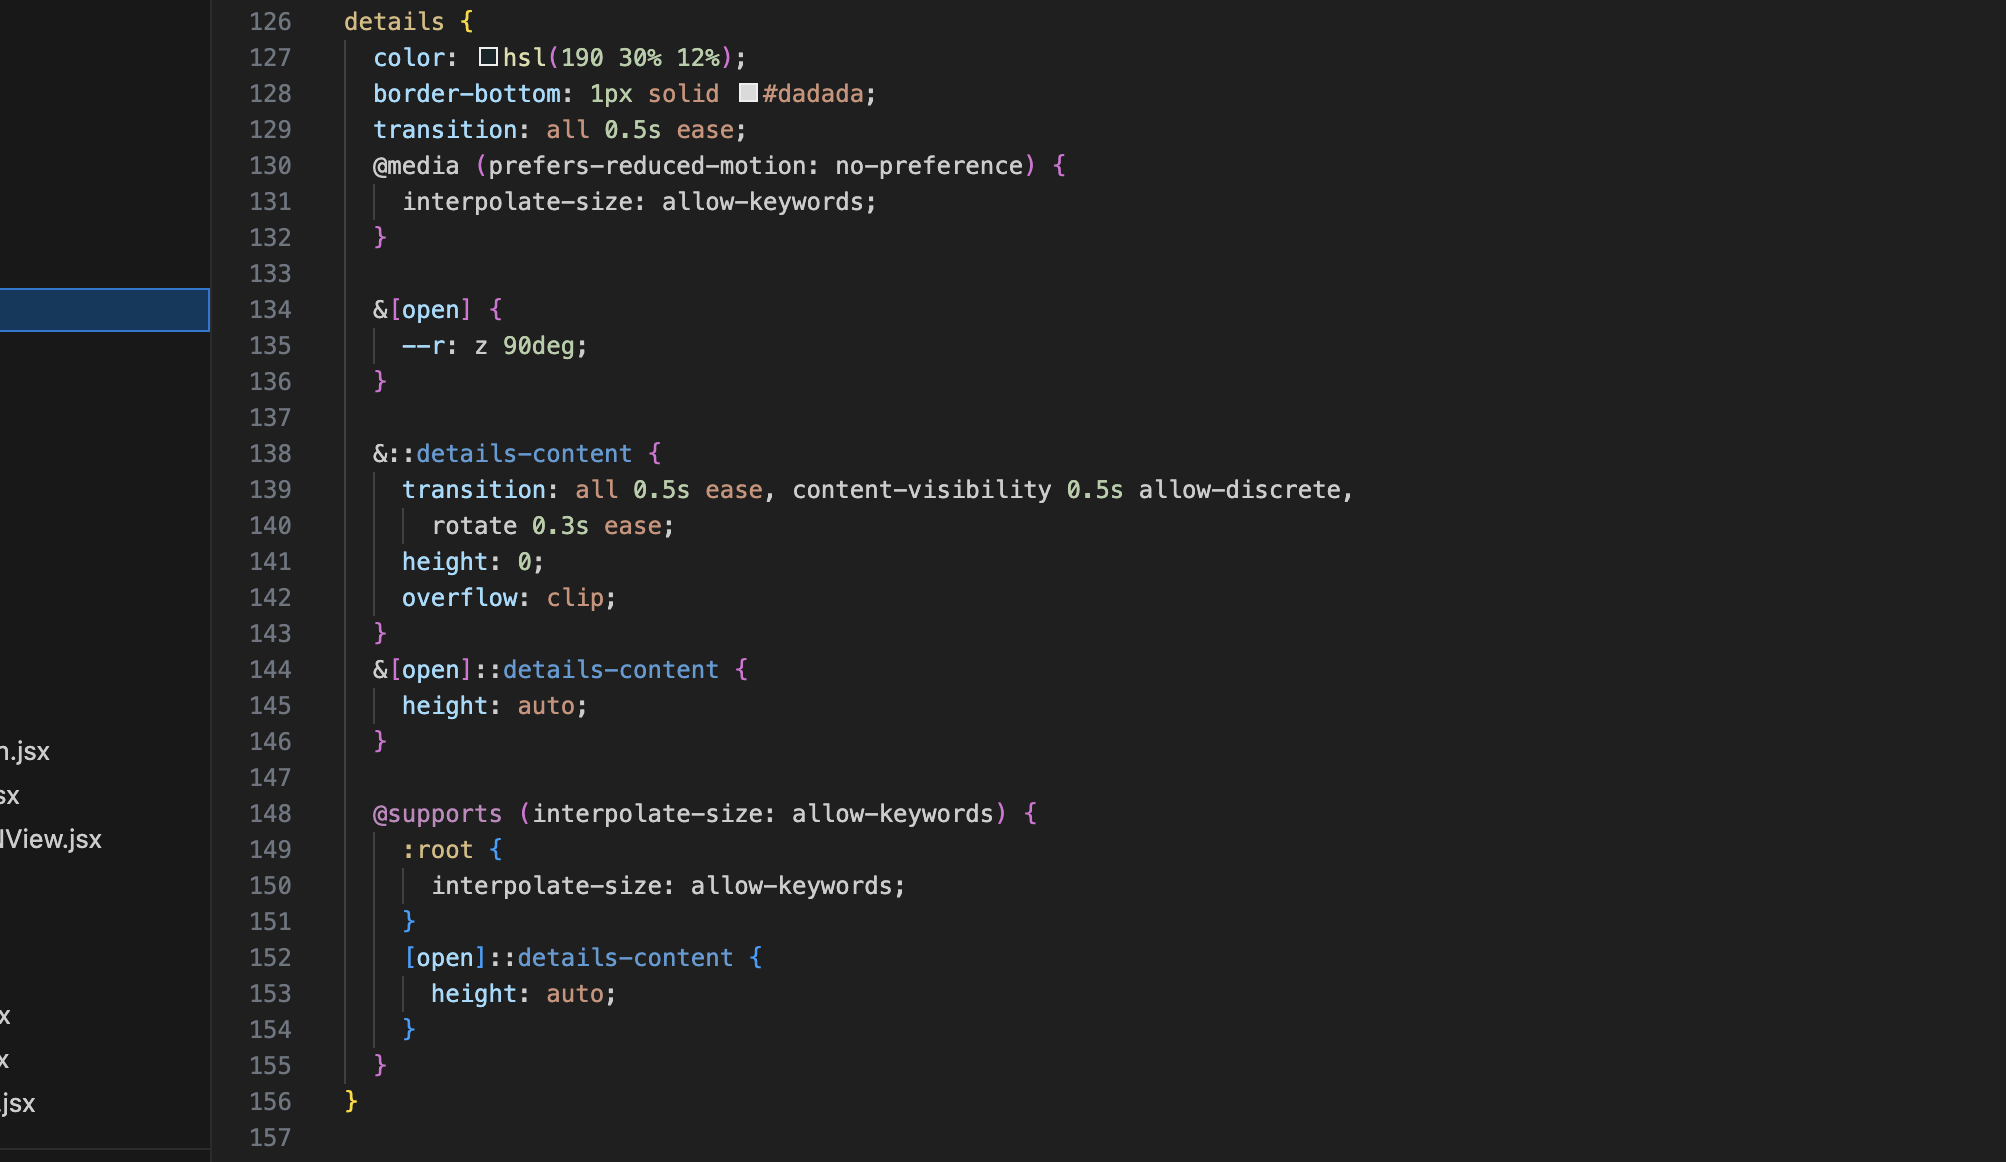 126 details {
127 color: hsl(190 30% 12%);
128 border-bottom: 1px solid #dadada;
129 transition: all 0.5s ease;
130 @media (prefers-reduced-motion: no-preference) {
131 interpolate-size: allow-keywords;
132 }
133
134 &[open] {
135 --r: z 90deg;
136 }
137
138 &::details-content {
139 transition: all 0.5s ease, content-visibility 0.5s allow-discrete,
140 rotate 0.3s ease;
141 height: 0;
142 overflow: clip;
143 }
144 &[open]::details-content {
145 height: auto;
146 }
147
148 @supports (interpolate-size: allow-keywords) {
149 :root {
150 interpolate-size: allow-keywords;
151 }
152 [open]::details-content {
153 height: auto;
154 }
155 }
156 }
157
.jsx
sx
View.jsx
x
x
.jsx